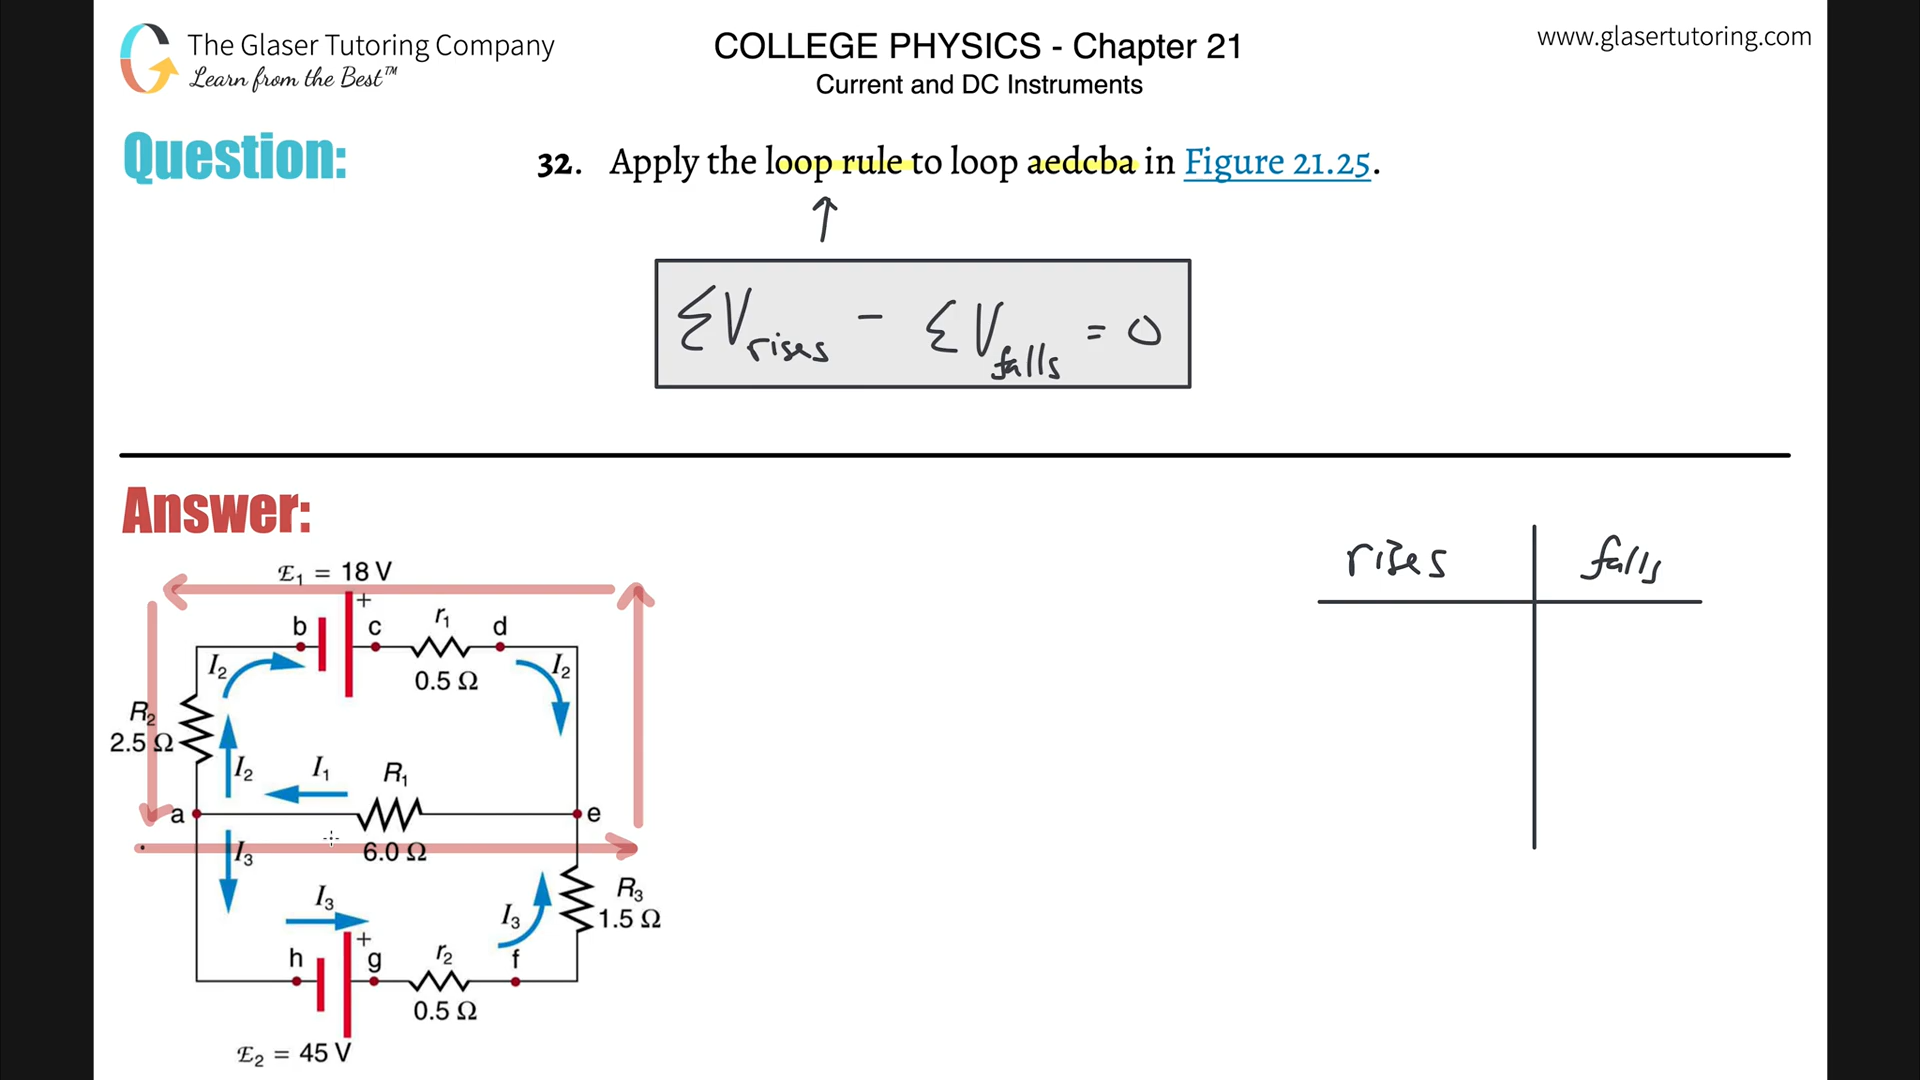 The Glaser Tutoring Company
Learn from the Best™
COLLEGE PHYSICS - Chapter 21
Current and DC Instruments
www.glasertutoring.com
Question:
32. Apply the loop rule to loop aedcba in Figure 21.25.
ΣV rises - ΣV falls = 0
Answer:
rises falls
ℰ₁ = 18 V
+
b c r₁ d
I₂ I₂
0.5 Ω
R₂
2.5 Ω
I₂ I₁ R₁
a e
I₃ 6.0 Ω
I₃ I₃ R₃
1.5 Ω
+
h g r₂ f
0.5 Ω
ℰ₂ = 45 V